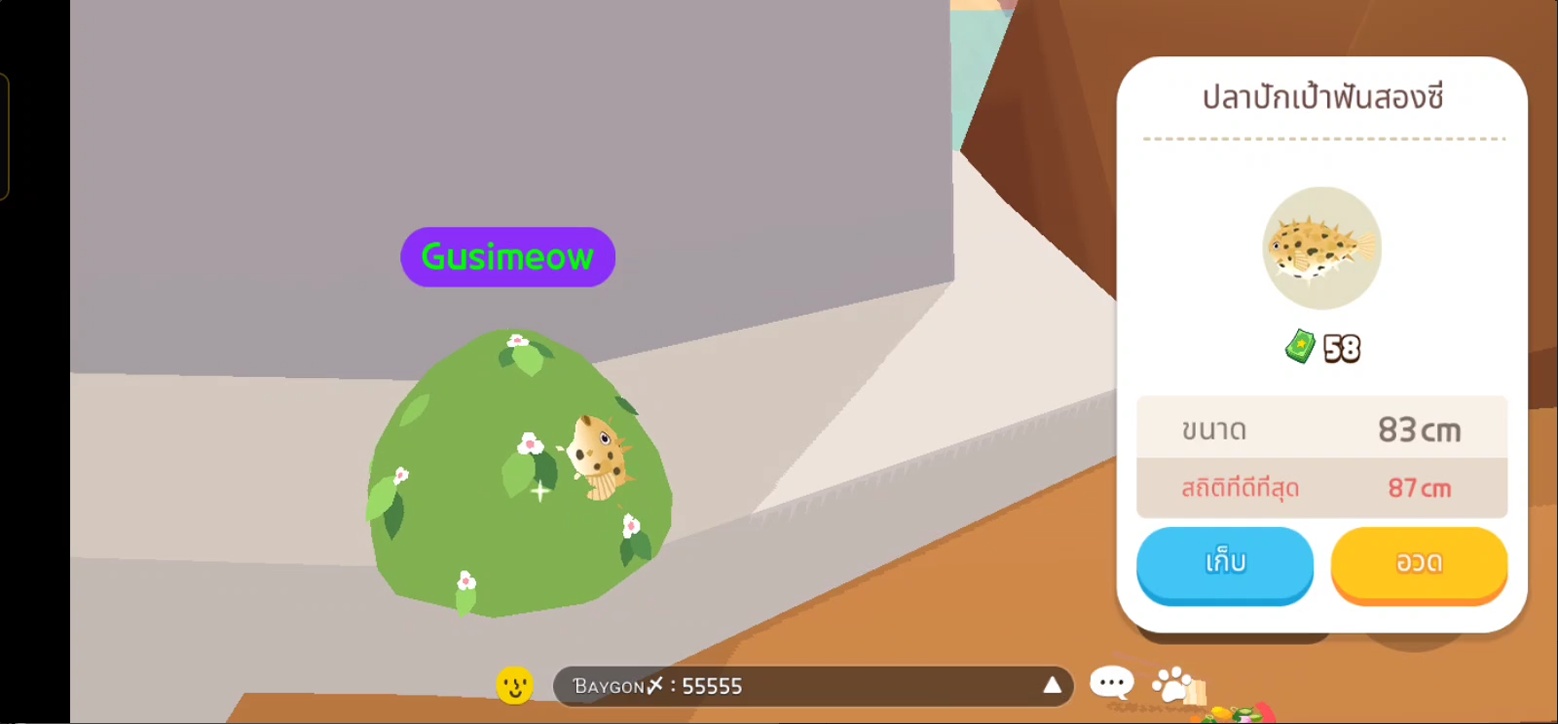 ปลาปักเป้าฟันสองซี่
Gusimeow
58
ขนาด 83cm
สถิติที่ดีที่สุด 87cm
เก็บ อวด
BAYGON〆 : 55555